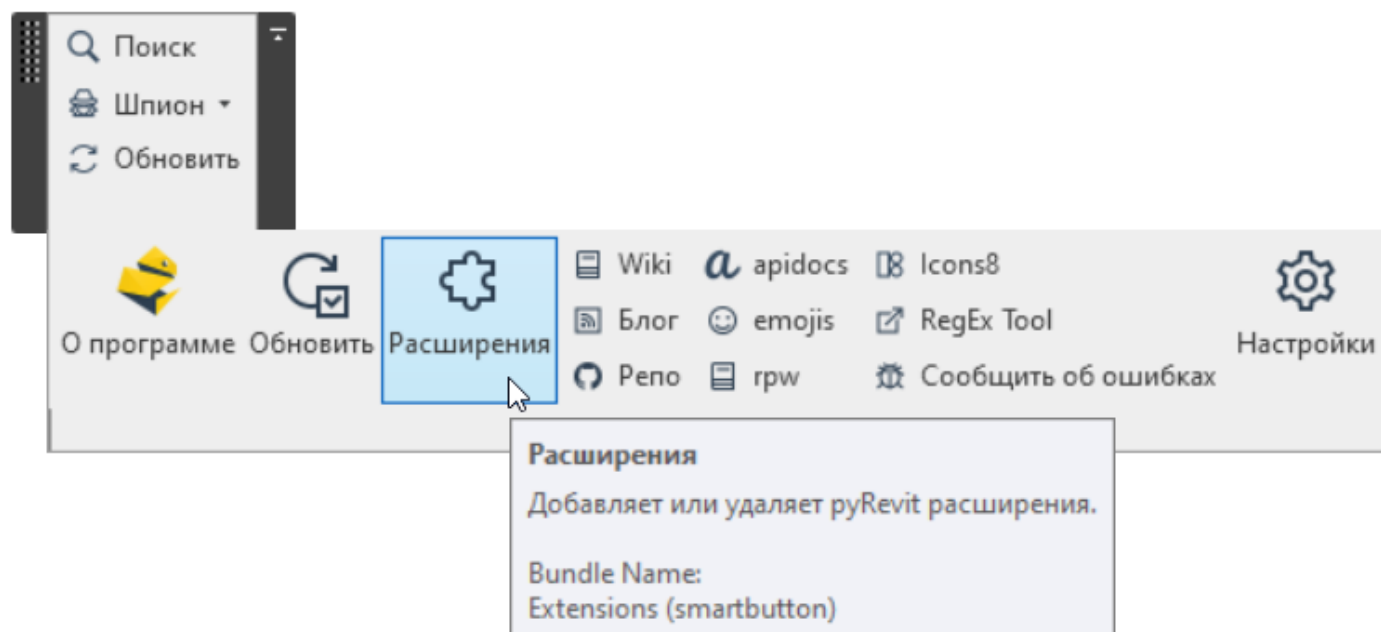 Поиск
Шпион
Обновить
О программе
Обновить
Расширения
Wiki
Блог
Репо
apidocs
emojis
rpw
Icons8
RegEx Tool
Сообщить об ошибках
Настройки
Расширения
Добавляет или удаляет pyRevit расширения.
Bundle Name:
Extensions (smartbutton)